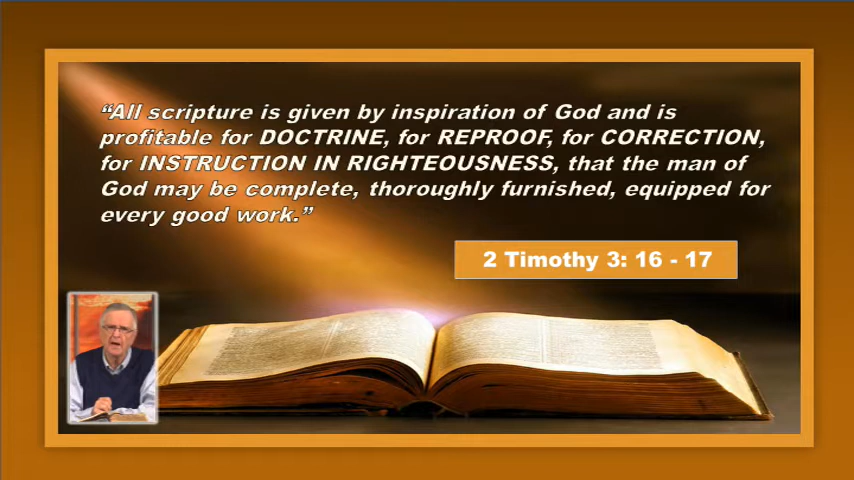 “All scripture is given by inspiration of God and is
profitable for DOCTRINE, for REPROOF, for CORRECTION,
for INSTRUCTION IN RIGHTEOUSNESS, that the man of
God may be complete, thoroughly furnished, equipped for
every good work.”
2 Timothy 3: 16 - 17